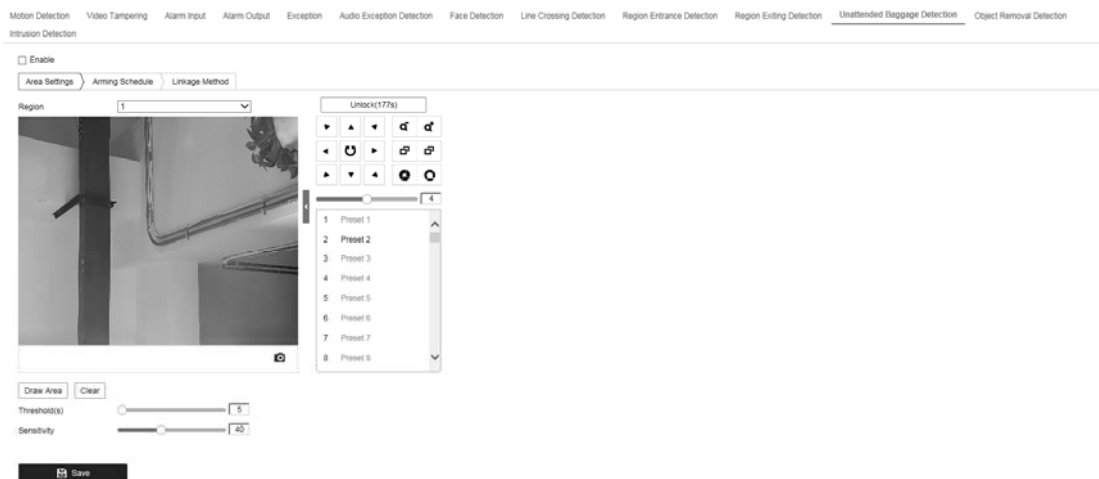 Motion Detection Video Tampering Alarm Input Alarm Output Exception Audio Exception Detection Face Detection Line Crossing Detection Region Entrance Detection Region Exiting Detection Unattended Baggage Detection Object Removal Detection
Intrusion Detection
Enable
Area Settings Arming Schedule Linkage Method
Region 1
Unlock(177s)
4
1 Preset 1
2 Preset 2
3 Preset 3
4 Preset 4
5 Preset 5
6 Preset 6
7 Preset 7
8 Preset 8
Draw Area Clear
Threshold(s) 5
Sensitivity 40
Save